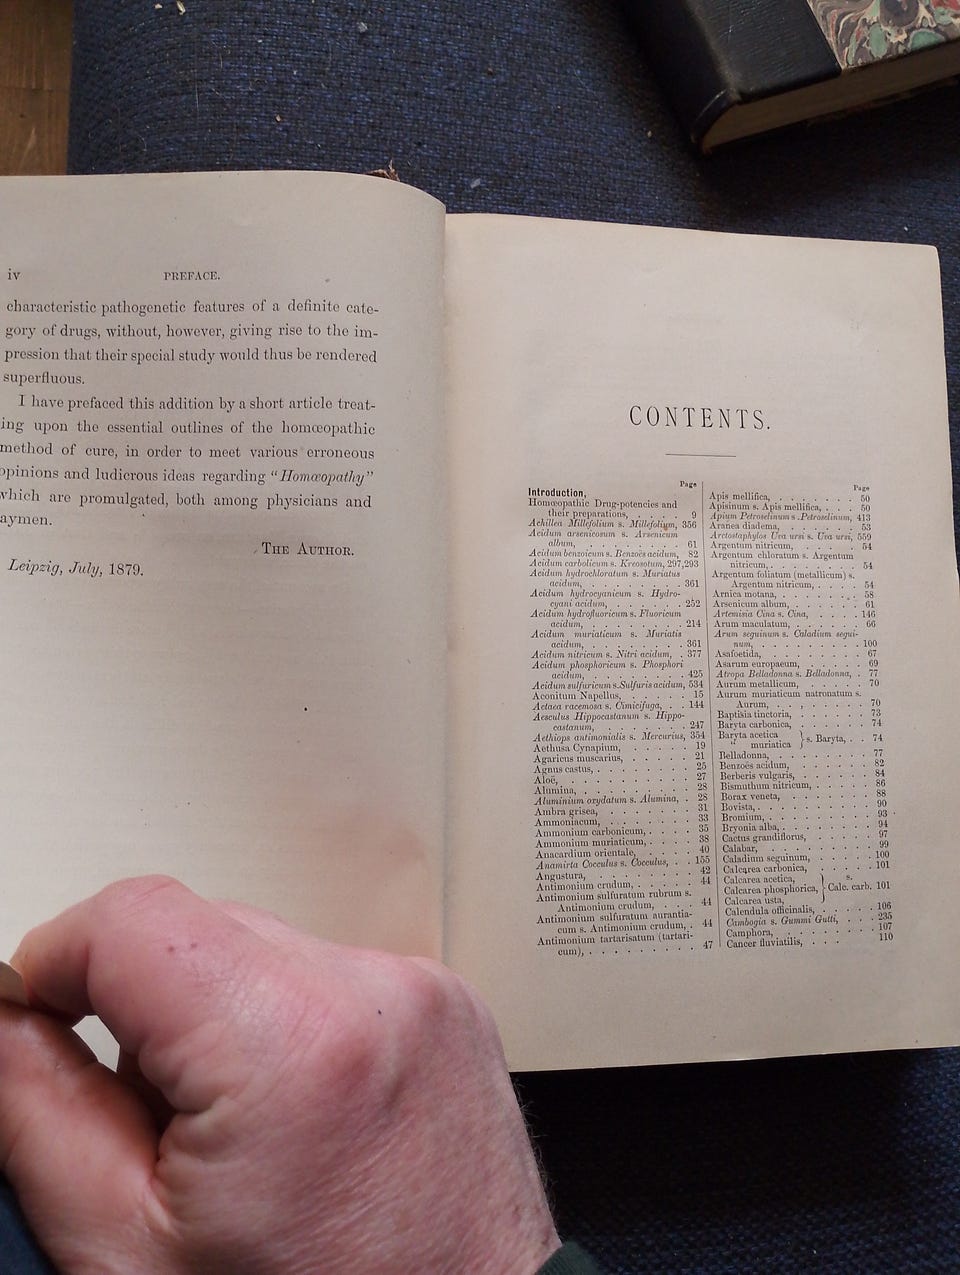 iv PREFACE.
characteristic pathogenetic features of a definite cate-
gory of drugs, without, however, giving rise to the im-
pression that their special study would thus be rendered
superfluous.
I have prefaced this addition by a short article treat-
ing upon the essential outlines of the homœopathic
method of cure, in order to meet various erroneous
opinions and ludicrous ideas regarding "Homœopathy"
which are promulgated, both among physicians and
aymen.
THE AUTHOR.
Leipzig, July, 1879.
CONTENTS.
Page
Introduction,
Homœopathic Drug-potencies and
their preparations, . . . . 9
Achillea Millefolium s. Millefolium, 356
Acidum arsenicosum s. Arsenicum
album, . . . . . . . . 61
Acidum benzoicum s. Benzoës acidum, 82
Acidum carbolicum s. Kreosotum, 297,293
Acidum hydrochloratum s. Muriatus
acidum, . . . . . . . . 361
Acidum hydrocyanicum s. Hydro-
cyani acidum, . . . . . . 252
Acidum hydrofluoricum s. Fluoricum
acidum, . . . . . . . . 214
Acidum muriaticum s. Muriatis
acidum, . . . . . . . . 361
Acidum nitricum s. Nitri acidum, . 377
Acidum phosphoricum s. Phosphori
acidum, . . . . . . . . 425
Acidum sulfuricum s. Sulfuris acidum, 534
Aconitum Napellus, . . . . . 15
Actaea racemosa s. Cimicifuga, . . 144
Aesculus Hippocastanum s. Hippo-
castanum, . . . . . . . 247
Aethiops antimonialis s. Mercurius, 354
Aethusa Cynapium, . . . . . 19
Agaricus muscarius, . . . . . 21
Agnus castus, . . . . . . . 25
Aloë, . . . . . . . . . 27
Alumina, . . . . . . . . 28
Aluminium oxydatum s. Alumina, . 28
Ambra grisea, . . . . . . . 31
Ammoniacum, . . . . . . . 33
Ammonium carbonicum, . . . . 35
Ammonium muriaticum, . . . . 38
Anacardium orientale, . . . . 40
Anamirta Cocculus s. Cocculus, . . 155
Angustura, . . . . . . . . 42
Antimonium crudum, . . . . . 44
Antimonium sulfuratum rubrum s.
Antimonium crudum, . . . . 44
Antimonium sulfuratum aurantia-
cum s. Antimonium crudum, . 44
Antimonium tartarisatum (tartari-
cum), . . . . . . . . . 47
Page
Apis mellifica, . . . . . . . 50
Apisinum s. Apis mellifica, . . . 50
Apium Petroselinum s. Petroselinum, 413
Aranea diadema, . . . . . . 53
Arctostaphylos Uva ursi s. Uva ursi, 559
Argentum nitricum, . . . . . 54
Argentum chloratum s. Argentum
nitricum, . . . . . . .
Argentum foliatum (metallicum) s.
Argentum nitricum, . . . . 54
Arnica motana, . . . . . . . 58
Arsenicum album, . . . . . . 61
Artemisia Cina s. Cina, . . . . 146
Arum maculatum, . . . . . . 66
Arum seguinum s. Caladium segui-
num, . . . . . . . . . 100
Asafoetida, . . . . . . . . 67
Asarum europaeum, . . . . . 69
Atropa Belladonna s. Belladonna, . 77
Aurum metallicum, . . . . . 70
Aurum muriaticum natronatum s.
Aurum, . . . . . . . . 70
Baptisia tinctoria, . . . . . . 73
Baryta carbonica, . . . . . . 74
Baryta acetica
" muriatica } s. Baryta, . . 74
Belladonna, . . . . . . . . 77
Benzoës acidum, . . . . . . 82
Berberis vulgaris, . . . . . . 84
Bismuthum nitricum, . . . . . 86
Borax veneta, . . . . . . . 88
Bovista, . . . . . . . . . 90
Bromium, . . . . . . . . 93
Bryonia alba, . . . . . . . 94
Cactus grandiflorus, . . . . . 97
Calabar, . . . . . . . . . 99
Caladium seguinum, . . . . . 100
Calcarea carbonica, . . . . . 101
Calcarea acetica, s.
Calcarea phosphorica, } Calc. carb. 101
Calcarea usta,
Calendula officinalis, . . . . . 106
Cambogia s. Gummi Gutti, . . . 235
Camphora, . . . . . . . . 107
Cancer fluviatilis, . . . 110